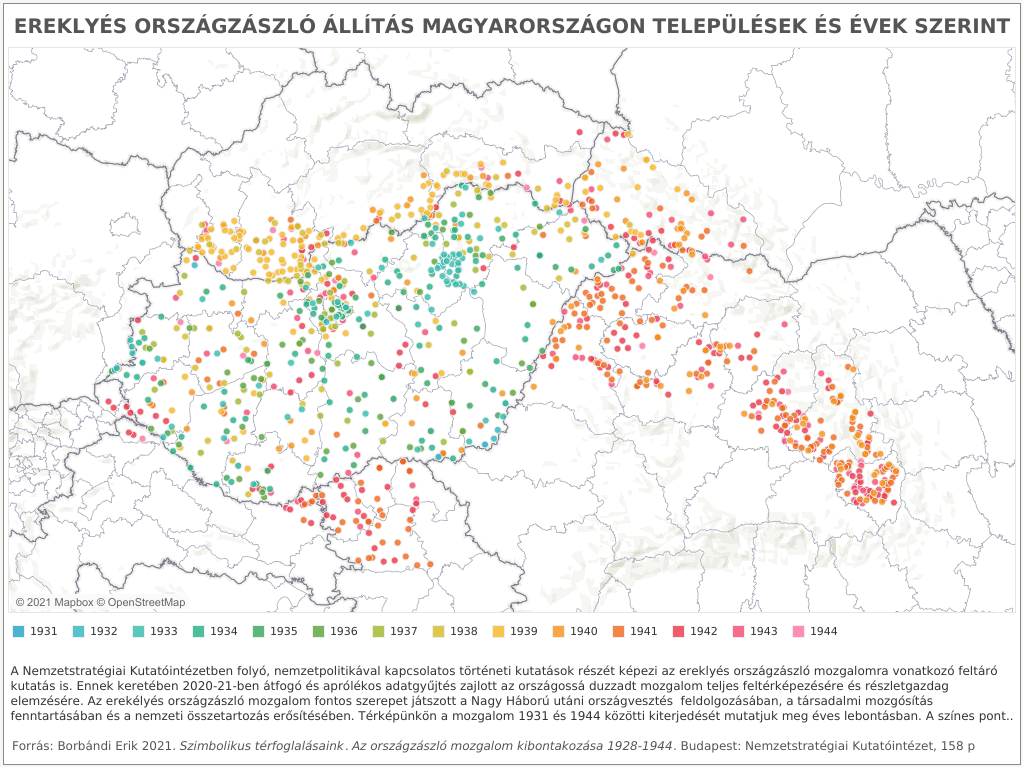 EREKLYÉS ORSZÁGZÁSZLÓ ÁLLÍTÁS MAGYARORSZÁGON TELEPÜLÉSEK ÉS ÉVEK SZERINT
© 2021 Mapbox © OpenStreetMap
1931 1932 1933 1934 1935 1936 1937 1938 1939 1940 1941 1942 1943 1944
A Nemzetstratégiai Kutatóintézetben folyó, nemzetpolitikával kapcsolatos történeti kutatások részét képezi az ereklyés országzászló mozgalomra vonatkozó feltáró
kutatás is. Ennek keretében 2020-21-ben átfogó és aprólékos adatgyűjtés zajlott az országossá duzzadt mozgalom teljes feltérképezésére és részletgazdag
elemzésére. Az erekélyés országzászló mozgalom fontos szerepet játszott a Nagy Háború utáni országvesztés feldolgozásában, a társadalmi mozgósítás
fenntartásában és a nemzeti összetartozás erősítésében. Térképünkön a mozgalom 1931 és 1944 közötti kiterjedését mutatjuk meg éves lebontásban. A színes pont..
Forrás: Borbándi Erik 2021. Szimbolikus térfoglalásaink. Az országzászló mozgalom kibontakozása 1928-1944. Budapest: Nemzetstratégiai Kutatóintézet, 158 p